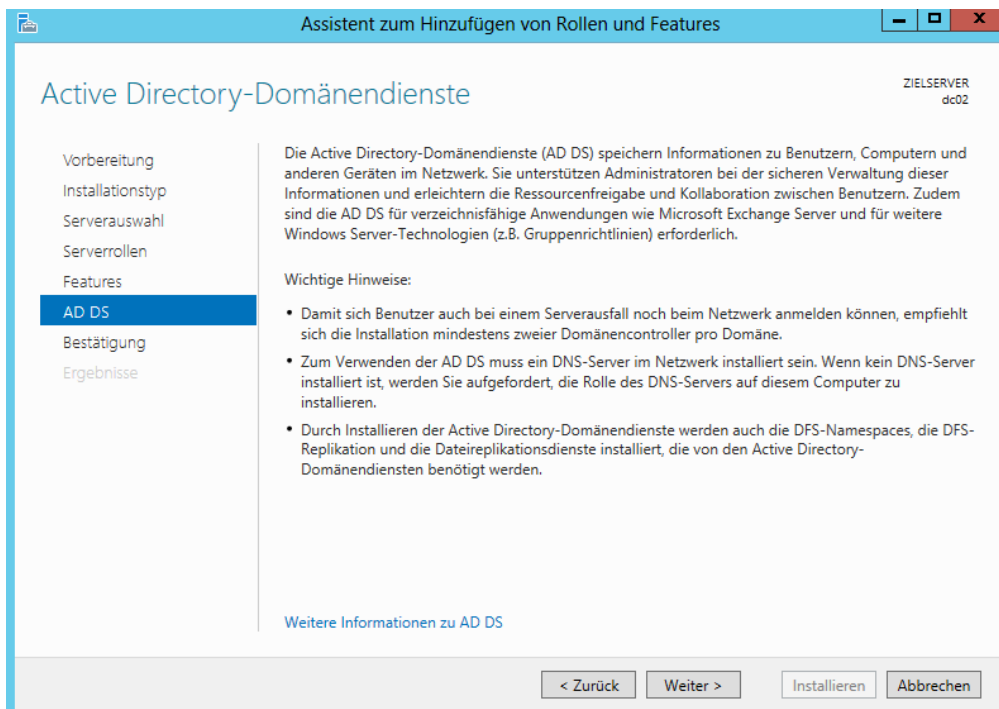 Assistent zum Hinzufügen von Rollen und Features
Active Directory-Domänendienste
ZIELSERVER
dc02
Vorbereitung
Installationstyp
Serverauswahl
Serverrollen
Features
AD DS
Bestätigung
Ergebnisse
Die Active Directory-Domänendienste (AD DS) speichern Informationen zu Benutzern, Computern und
anderen Geräten im Netzwerk. Sie unterstützen Administratoren bei der sicheren Verwaltung dieser
Informationen und erleichtern die Ressourcenfreigabe und Kollaboration zwischen Benutzern. Zudem
sind die AD DS für verzeichnisfähige Anwendungen wie Microsoft Exchange Server und für weitere
Windows Server-Technologien (z.B. Gruppenrichtlinien) erforderlich.
Wichtige Hinweise:
• Damit sich Benutzer auch bei einem Serverausfall noch beim Netzwerk anmelden können, empfiehlt
sich die Installation mindestens zweier Domänencontroller pro Domäne.
• Zum Verwenden der AD DS muss ein DNS-Server im Netzwerk installiert sein. Wenn kein DNS-Server
installiert ist, werden Sie aufgefordert, die Rolle des DNS-Servers auf diesem Computer zu
installieren.
• Durch Installieren der Active Directory-Domänendienste werden auch die DFS-Namespaces, die DFS-
Replikation und die Dateireplikationsdienste installiert, die von den Active Directory-
Domänendiensten benötigt werden.
Weitere Informationen zu AD DS
< Zurück
Weiter >
Installieren
Abbrechen